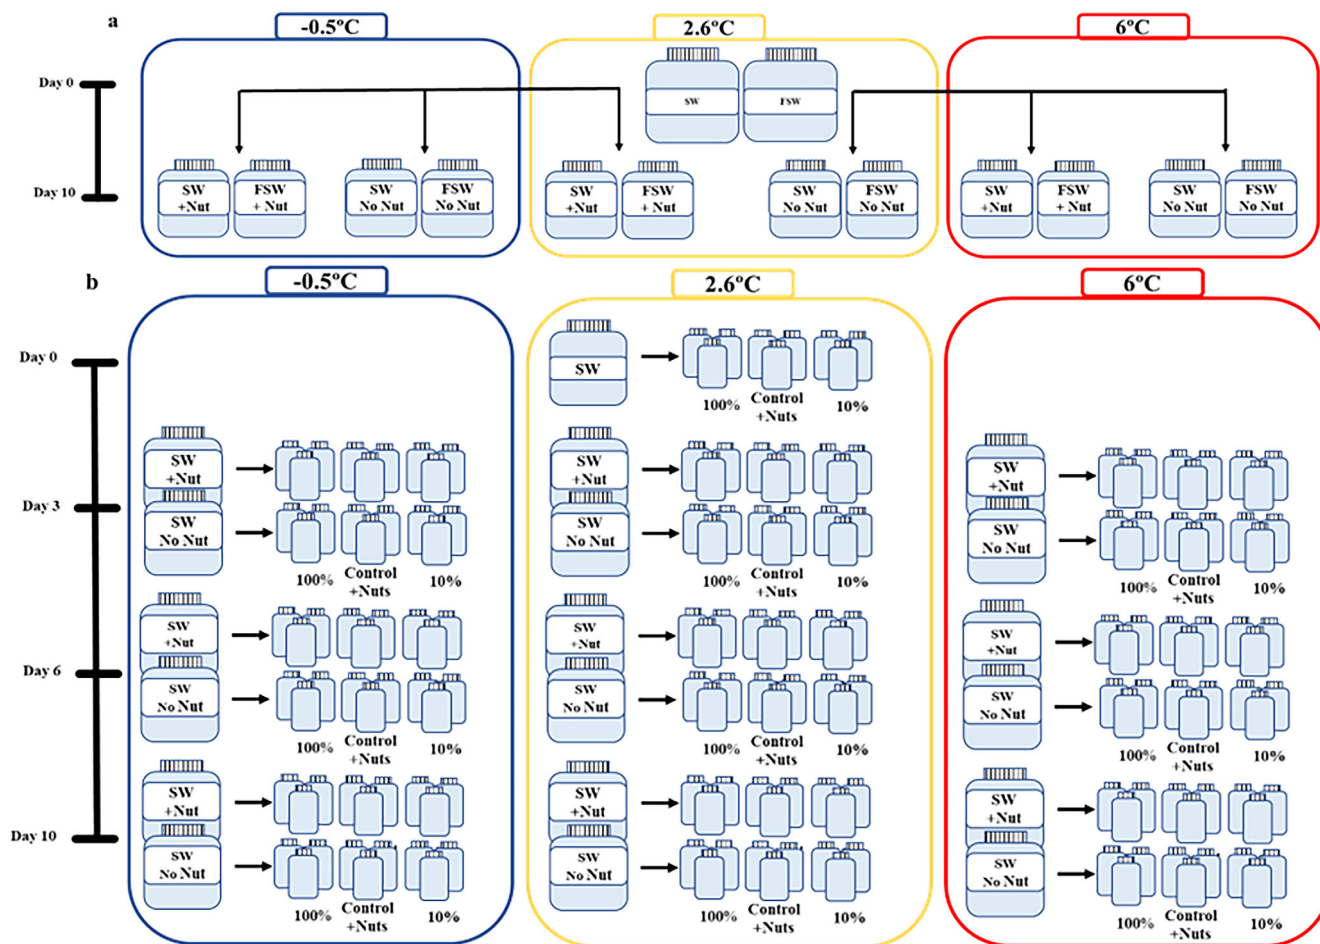 a
-0.5°C
2.6°C
6°C
Day 0
SW
FSW
Day 10
SW
+Nut
FSW
+ Nut
SW
No Nut
FSW
No Nut
SW
+Nut
FSW
+ Nut
SW
No Nut
FSW
No Nut
SW
+Nut
FSW
+ Nut
SW
No Nut
FSW
No Nut
b
-0.5°C
2.6°C
6°C
Day 0
SW
100%
Control
+Nuts
10%
Day 3
SW
+Nut
SW
No Nut
100%
Control
+Nuts
10%
SW
+Nut
SW
No Nut
100%
Control
+Nuts
10%
SW
+Nut
SW
No Nut
100%
Control
+Nuts
10%
Day 6
SW
+Nut
SW
No Nut
100%
Control
+Nuts
10%
SW
+Nut
SW
No Nut
100%
Control
+Nuts
10%
SW
+Nut
SW
No Nut
100%
Control
+Nuts
10%
Day 10
SW
+Nut
SW
No Nut
100%
Control
+Nuts
10%
SW
+Nut
SW
No Nut
100%
Control
+Nuts
10%
SW
+Nut
SW
No Nut
100%
Control
+Nuts
10%